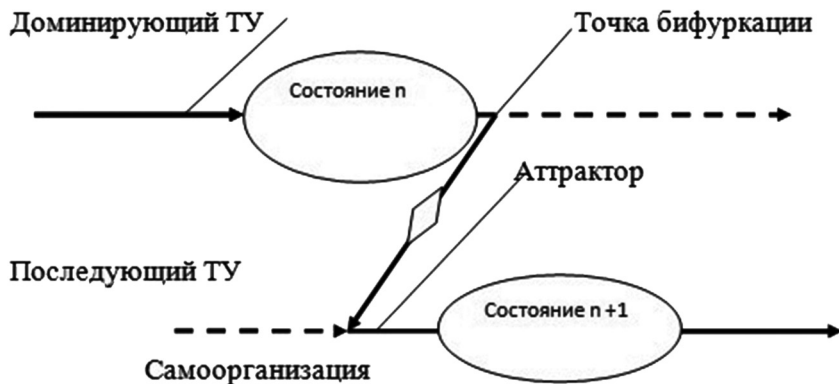 Доминирующий ТУ
Точка бифуркации
Состояние n
Аттрактор
Последующий ТУ
Состояние n +1
Самоорганизация